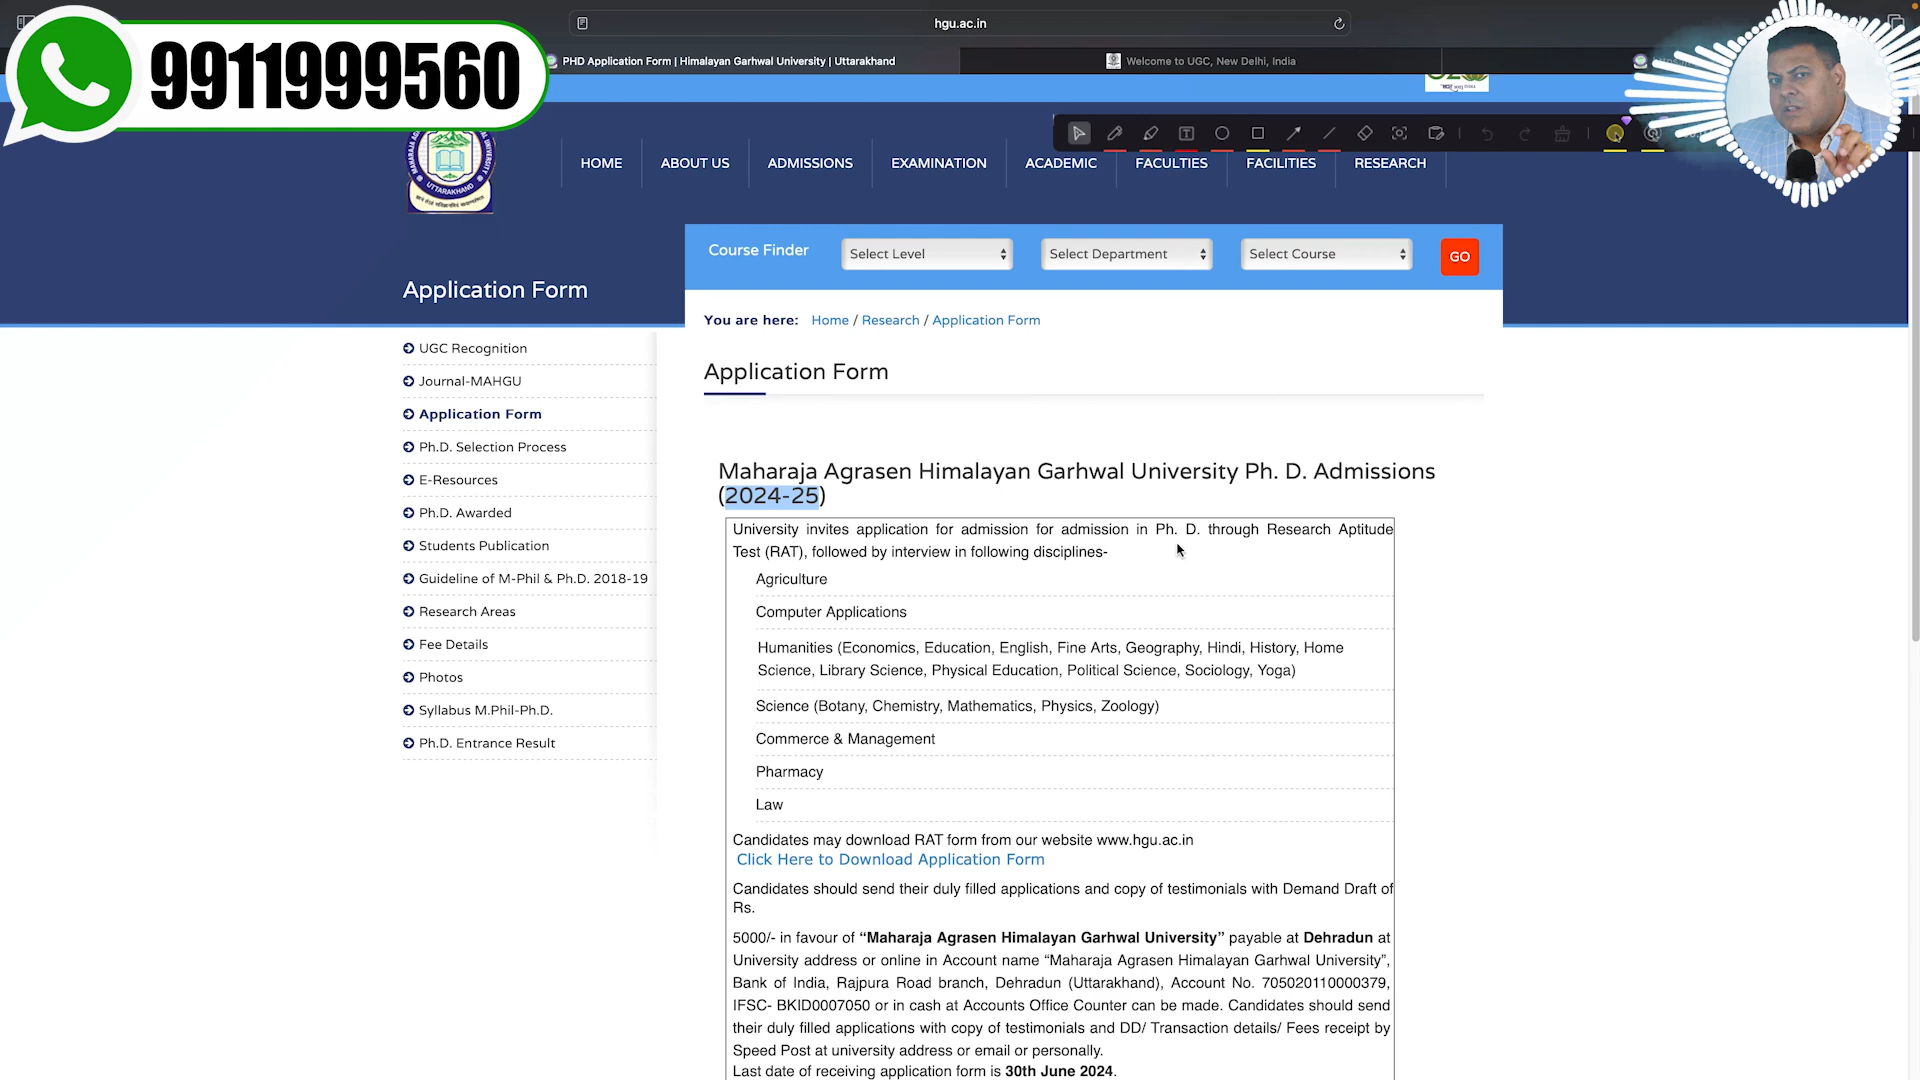 hgu.ac.in
9911999560
PHD Application Form | Himalayan Garhwal University | Uttarakhand
Welcome to UGC, New Delhi, India
UTTARAKHAND
HOME
ABOUT US
ADMISSIONS
EXAMINATION
ACADEMIC
FACULTIES
FACILITIES
RESEARCH
Course Finder
Select Level
Select Department
Select Course
GO
Application Form
You are here: Home / Research / Application Form
UGC Recognition
Journal-MAHGU
Application Form
Ph.D. Selection Process
E-Resources
Ph.D. Awarded
Students Publication
Guideline of M-Phil & Ph.D. 2018-19
Research Areas
Fee Details
Photos
Syllabus M.Phil-Ph.D.
Ph.D. Entrance Result
Application Form
Maharaja Agrasen Himalayan Garhwal University Ph. D. Admissions
(2024-25)
University invites application for admission for admission in Ph. D. through Research Aptitude
Test (RAT), followed by interview in following disciplines-
Agriculture
Computer Applications
Humanities (Economics, Education, English, Fine Arts, Geography, Hindi, History, Home
Science, Library Science, Physical Education, Political Science, Sociology, Yoga)
Science (Botany, Chemistry, Mathematics, Physics, Zoology)
Commerce & Management
Pharmacy
Law
Candidates may download RAT form from our website www.hgu.ac.in
Click Here to Download Application Form
Candidates should send their duly filled applications and copy of testimonials with Demand Draft of
Rs.
5000/- in favour of “Maharaja Agrasen Himalayan Garhwal University” payable at Dehradun at
University address or online in Account name “Maharaja Agrasen Himalayan Garhwal University”,
Bank of India, Rajpura Road branch, Dehradun (Uttarakhand), Account No. 705020110000379,
IFSC- BKID0007050 or in cash at Accounts Office Counter can be made. Candidates should send
their duly filled applications with copy of testimonials and DD/ Transaction details/ Fees receipt by
Speed Post at university address or email or personally.
Last date of receiving application form is 30th June 2024.